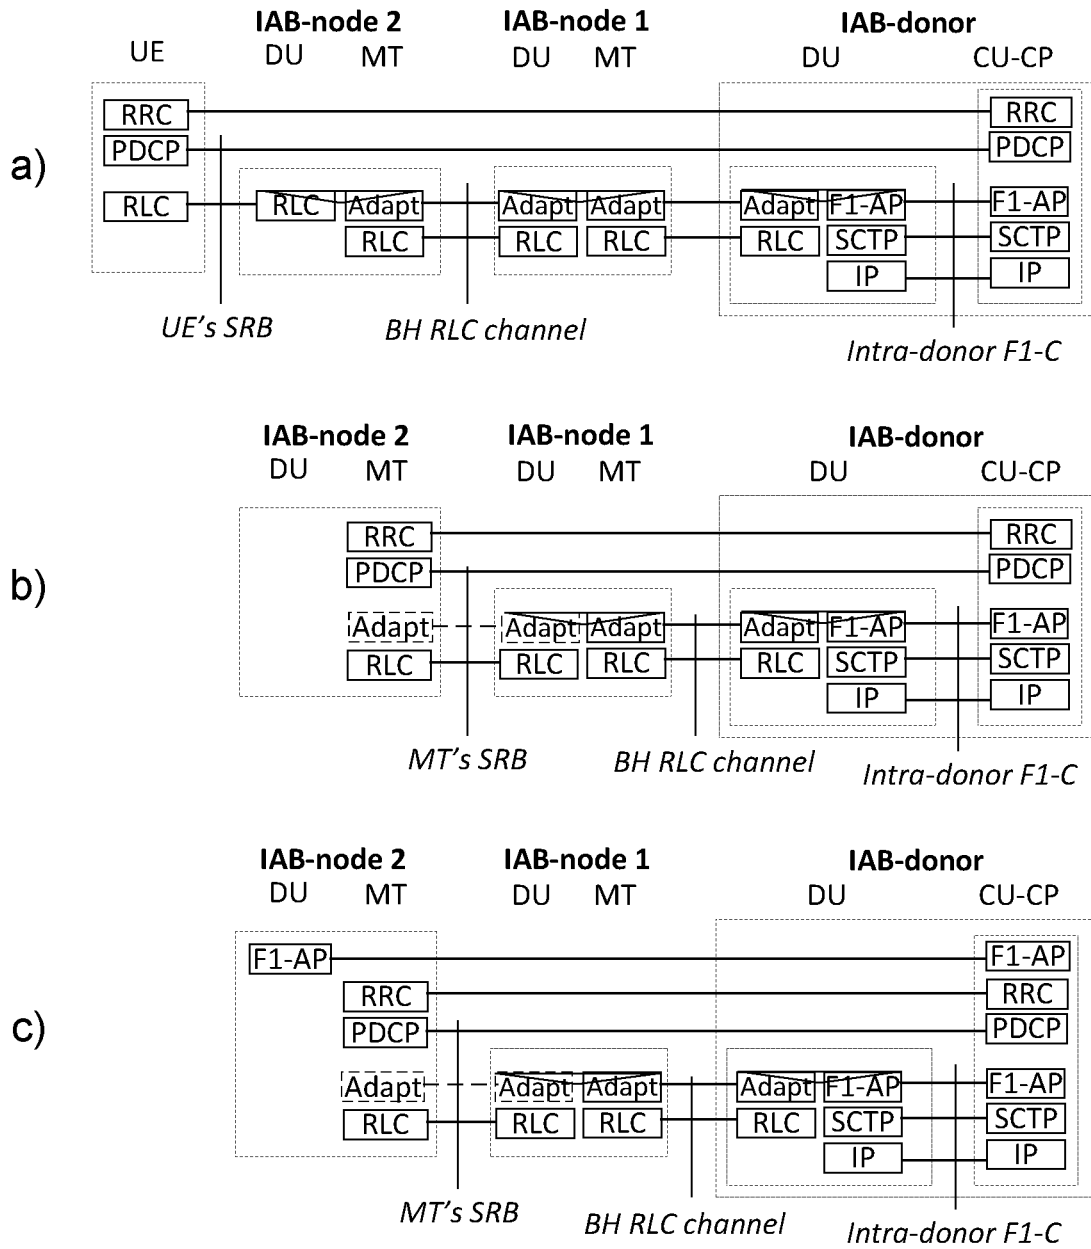 IAB-node 2 IAB-node 1 IAB-donor
UE DU MT DU MT DU CU-CP
RRC RRC
PDCP PDCP
a)
RLC RLC Adapt Adapt Adapt Adapt F1-AP F1-AP
RLC RLC RLC RLC SCTP SCTP
IP IP
UE's SRB BH RLC channel Intra-donor F1-C
IAB-node 2 IAB-node 1 IAB-donor
DU MT DU MT DU CU-CP
RRC RRC
PDCP PDCP
b)
Adapt Adapt Adapt Adapt F1-AP F1-AP
RLC RLC RLC RLC SCTP SCTP
IP IP
MT's SRB BH RLC channel Intra-donor F1-C
IAB-node 2 IAB-node 1 IAB-donor
DU MT DU MT DU CU-CP
F1-AP F1-AP
RRC RRC
c) PDCP PDCP
Adapt Adapt Adapt Adapt F1-AP F1-AP
RLC RLC RLC RLC SCTP SCTP
IP IP
MT's SRB BH RLC channel Intra-donor F1-C